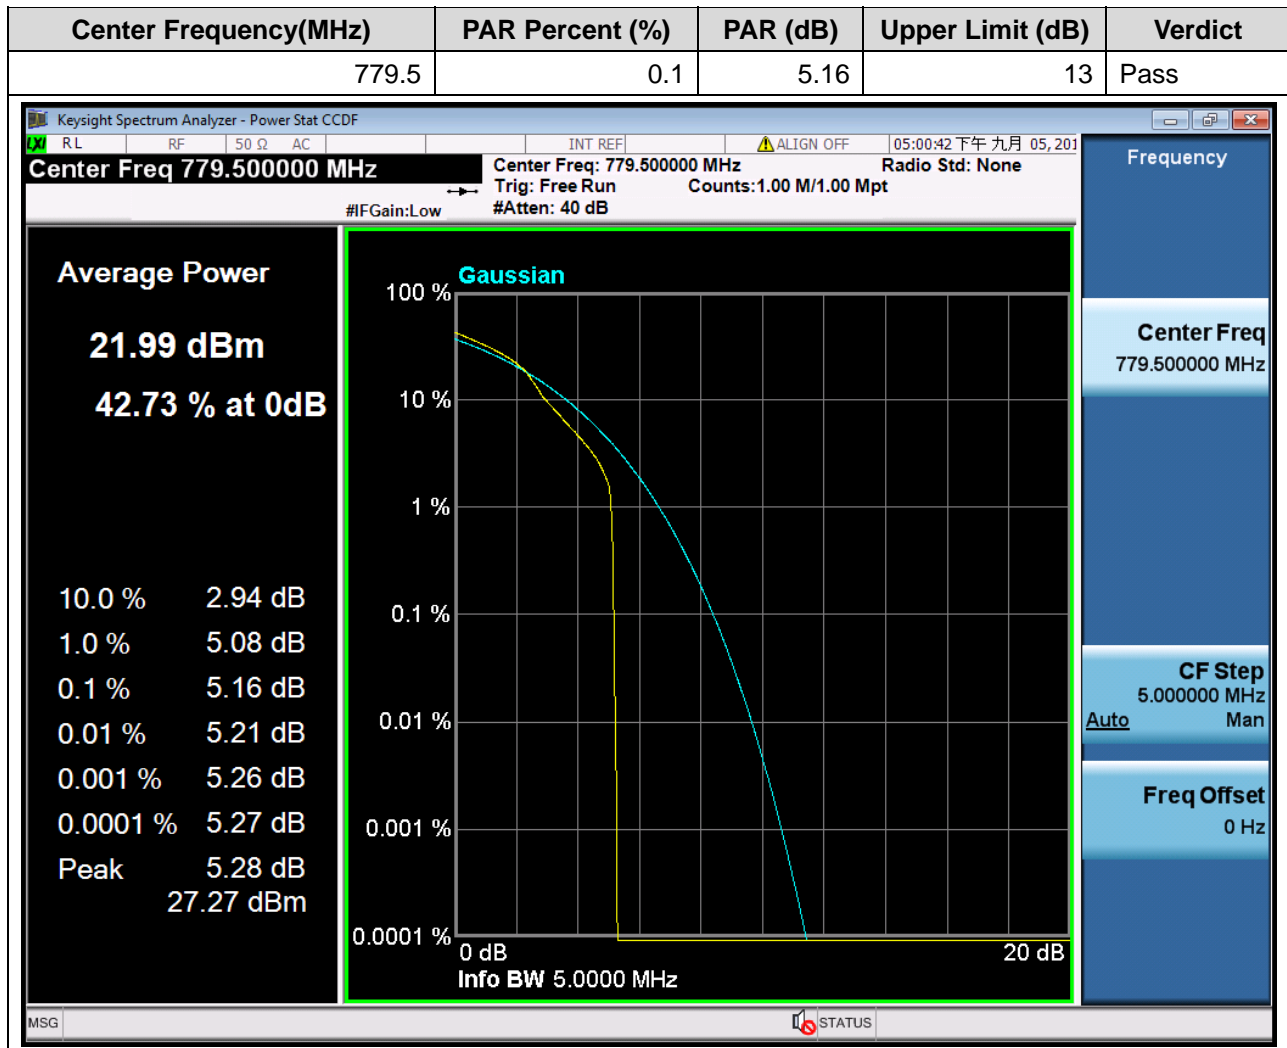 Center Frequency(MHz) PAR Percent (%) PAR (dB) Upper Limit (dB) Verdict
779.5 0.1 5.16 13 Pass
Keysight Spectrum Analyzer - Power Stat CCDF
LXI RL RF 50 Ω AC INT REF ALIGN OFF 05:00:42 下午 九月 05, 201
Center Freq 779.500000 MHz
Center Freq: 779.500000 MHz Radio Std: None
Trig: Free Run Counts:1.00 M/1.00 Mpt
#IFGain:Low #Atten: 40 dB
Average Power
21.99 dBm
42.73 % at 0dB
10.0 % 2.94 dB
1.0 % 5.08 dB
0.1 % 5.16 dB
0.01 % 5.21 dB
0.001 % 5.26 dB
0.0001 % 5.27 dB
Peak 5.28 dB
27.27 dBm
Gaussian
100 %
10 %
1 %
0.1 %
0.01 %
0.001 %
0.0001 %
0 dB 20 dB
Info BW 5.0000 MHz
Frequency
Center Freq
779.500000 MHz
CF Step
5.000000 MHz
Auto Man
Freq Offset
0 Hz
MSG STATUS